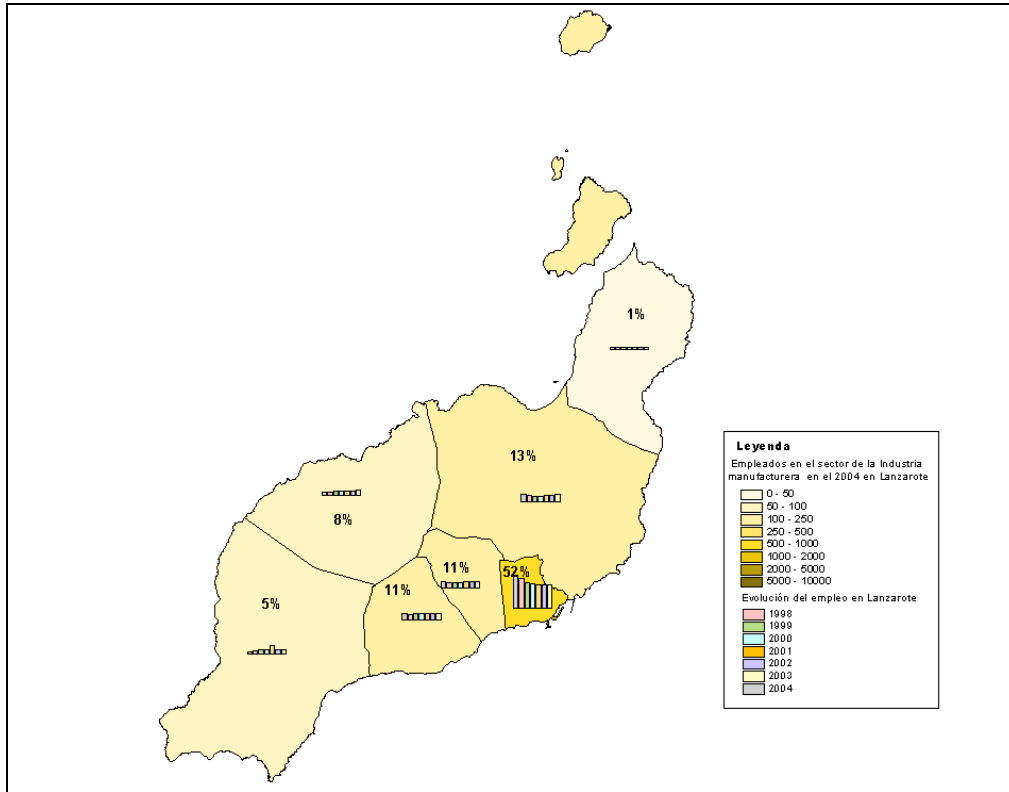 1%
13%
8%
11%
52%
11%
5%
Leyenda
Empleados en el sector de la Industria
manufacturera en el 2004 en Lanzarote
0 - 50
50 - 100
100 - 250
250 - 500
500 - 1000
1000 - 2000
2000 - 5000
5000 - 10000
Evolución del empleo en Lanzarote
1998
1999
2000
2001
2002
2003
2004